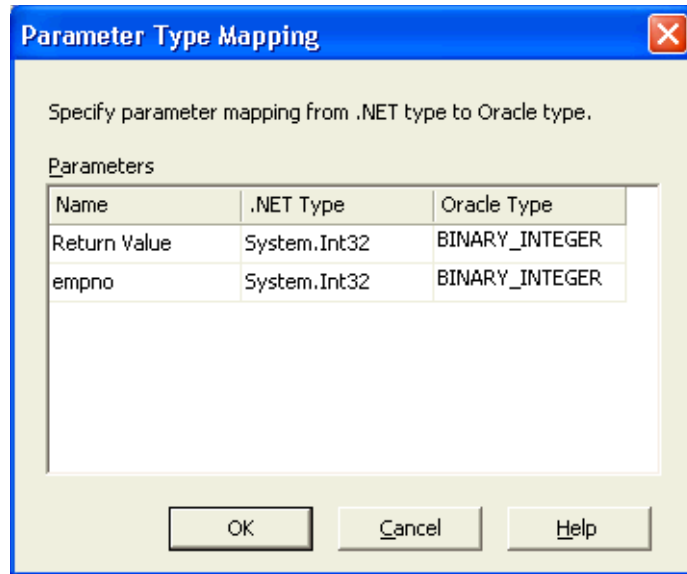 Parameter Type Mapping
Specify parameter mapping from .NET type to Oracle type.
Parameters
Name .NET Type Oracle Type
Return Value System.Int32 BINARY_INTEGER
empno System.Int32 BINARY_INTEGER
OK Cancel Help